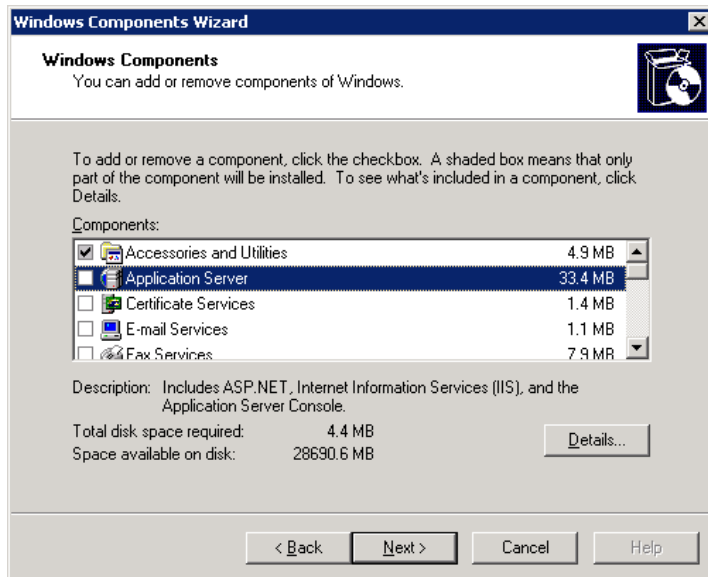 Windows Components Wizard
Windows Components
You can add or remove components of Windows.
To add or remove a component, click the checkbox. A shaded box means that only
part of the component will be installed. To see what's included in a component, click
Details.
Components:
Accessories and Utilities 4.9 MB
Application Server 33.4 MB
Certificate Services 1.4 MB
E-mail Services 1.1 MB
Fax Services 7.9 MB
Description: Includes ASP.NET, Internet Information Services (IIS), and the
Application Server Console.
Total disk space required: 4.4 MB
Space available on disk: 28690.6 MB
Details...
< Back Next > Cancel Help